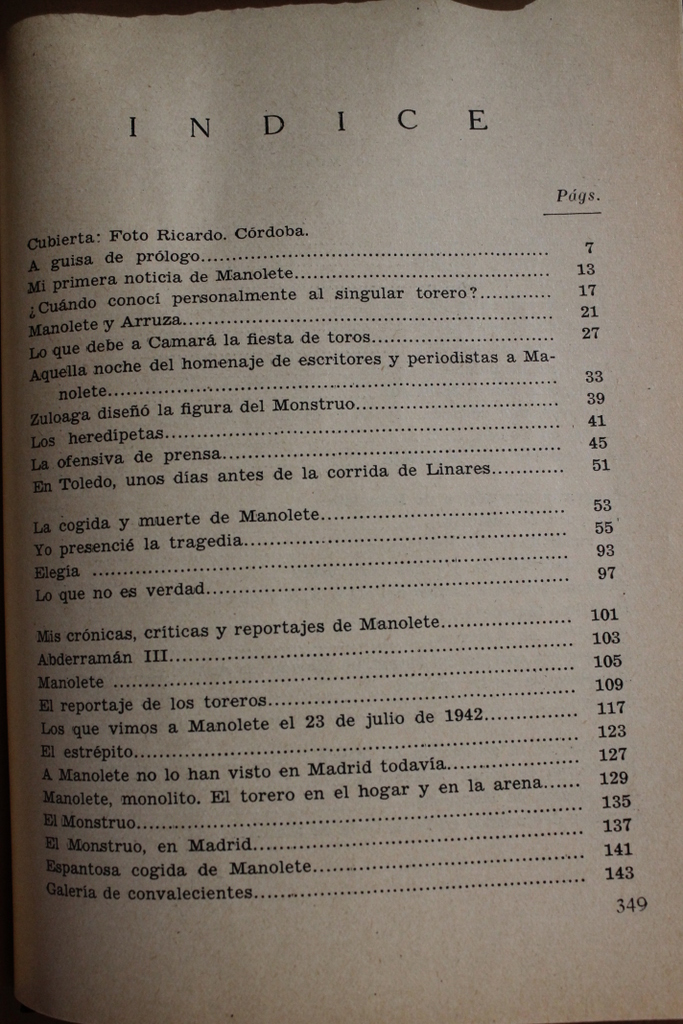 INDICE
Págs.
Cubierta: Foto Ricardo. Córdoba.
A guisa de prólogo........................................ 7
Mi primera noticia de Manolete........................................ 13
¿Cuándo conocí personalmente al singular torero?............ 17
Manolete y Arruza........................................ 21
Lo que debe a Camará la fiesta de toros............................ 27
Aquella noche del homenaje de escritores y periodistas a Ma-
nolete........................................ 33
Zuloaga diseñó la figura del Monstruo............................ 39
Los heredipetas........................................ 41
La ofensiva de prensa........................................ 45
En Toledo, unos días antes de la corrida de Linares............ 51
La cogida y muerte de Manolete........................................ 53
Yo presencié la tragedia........................................ 55
Elegía ........................................ 93
Lo que no es verdad........................................ 97
Mis crónicas, críticas y reportajes de Manolete.................... 101
Abderramán III........................................ 103
Manolete ........................................ 105
El reportaje de los toreros........................................ 109
Los que vimos a Manolete el 23 de julio de 1942............... 117
El estrépito........................................ 123
A Manolete no lo han visto en Madrid todavía.................... 127
Manolete, monolito. El torero en el hogar y en la arena...... 129
El Monstruo........................................ 135
El Monstruo, en Madrid........................................ 137
Espantosa cogida de Manolete........................................ 141
Galería de convalecientes........................................ 143
349